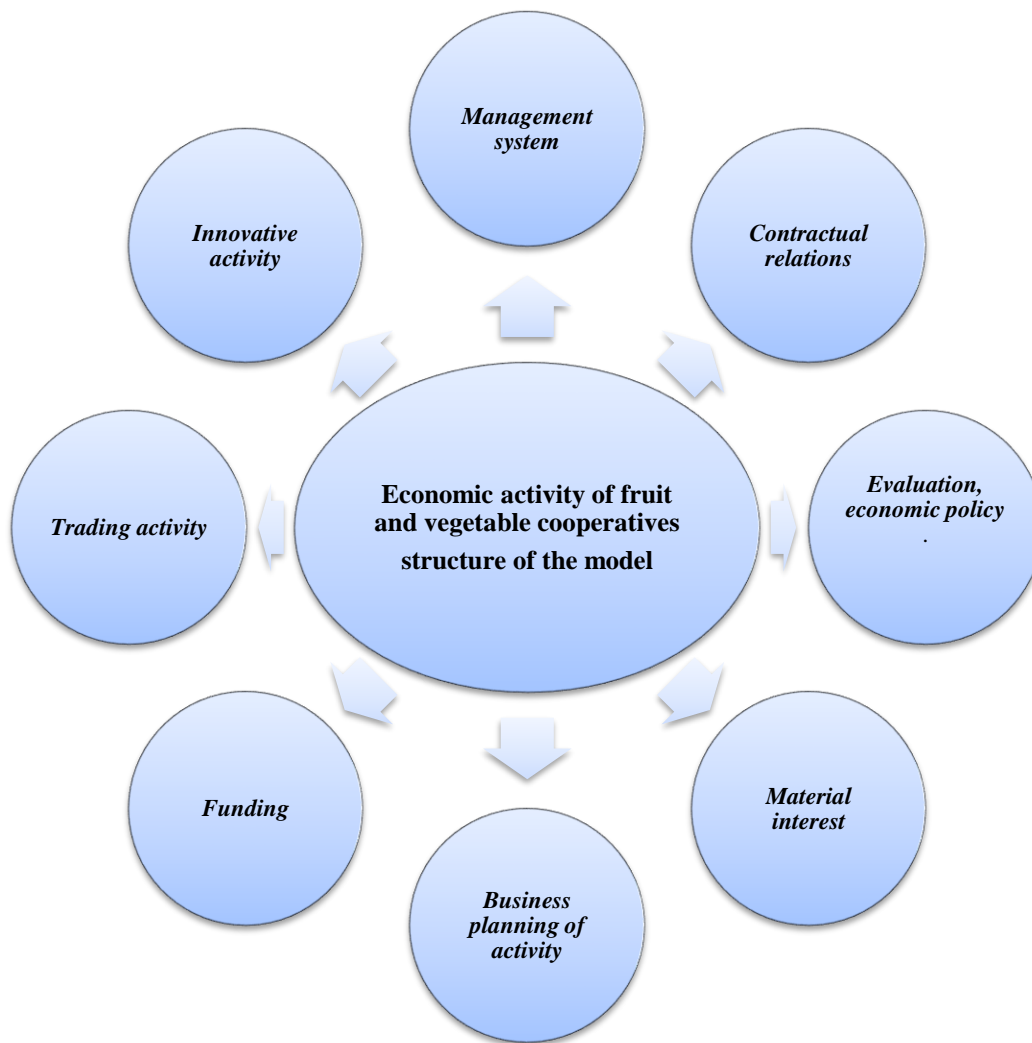 Management
system
Innovative
activity
Contractual
relations
Economic activity of fruit
and vegetable cooperatives
structure of the model
Trading activity
Evaluation,
economic policy
.
Funding
Material
interest
Business
planning of
activity